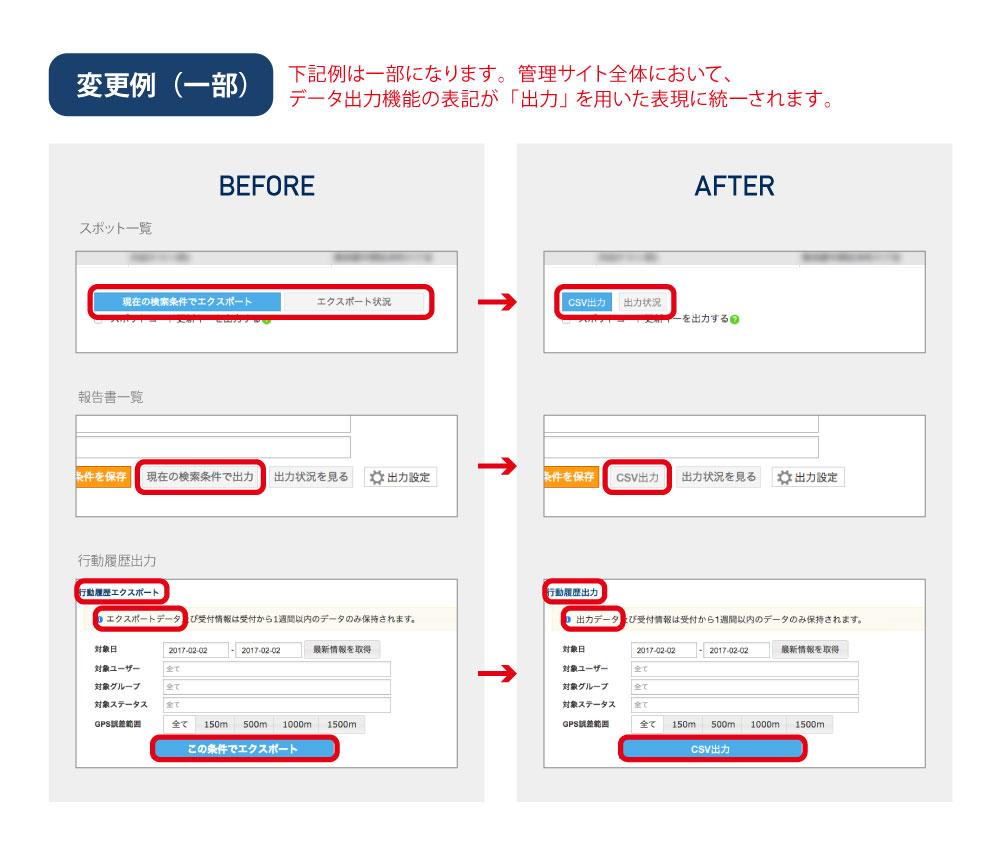 変更例（一部）
下記例は一部になります。管理サイト全体において、
データ出力機能の表記が「出力」を用いた表現に統一されます。
BEFORE
スポット一覧
現在の検索条件でエクスポート エクスポート状況
を出力する
報告書一覧
条件を保存 現在の検索条件で出力 出力状況を見る 出力設定
行動履歴出力
行動履歴エクスポート
エクスポートデータ及び受付情報は受付から1週間以内のデータのみ保持されます。
対象日 2017-02-02 - 2017-02-02 最新情報を取得
対象ユーザー 全て
対象グループ 全て
対象ステータス 全て
GPS誤差範囲 全て 150m 500m 1000m 1500m
この条件でエクスポート
AFTER
CSV出力 出力状況
を出力する
条件を保存 CSV出力 出力状況を見る 出力設定
行動履歴出力
出力データ及び受付情報は受付から1週間以内のデータのみ保持されます。
対象日 2017-02-02 - 2017-02-02 最新情報を取得
対象ユーザー 全て
対象グループ 全て
対象ステータス 全て
GPS誤差範囲 全て 150m 500m 1000m 1500m
CSV出力